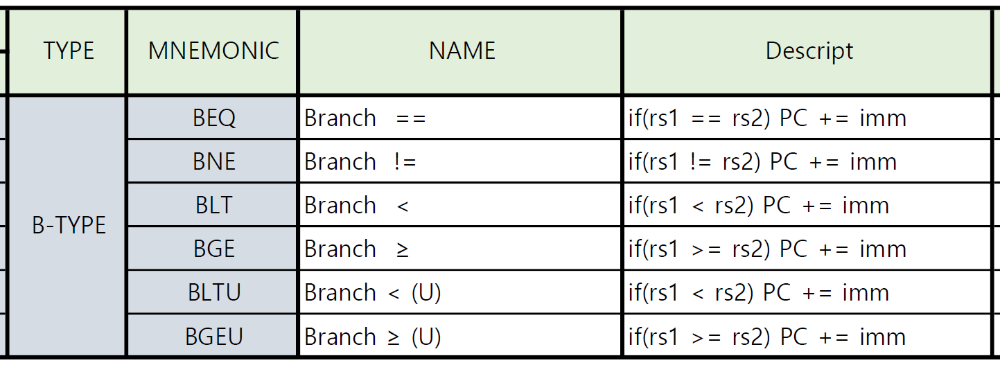 TYPE MNEMONIC NAME Descript
BEQ Branch == if(rs1 == rs2) PC += imm
BNE Branch != if(rs1 != rs2) PC += imm
BLT Branch < if(rs1 < rs2) PC += imm
B-TYPE
BGE Branch ≥ if(rs1 >= rs2) PC += imm
BLTU Branch < (U) if(rs1 < rs2) PC += imm
BGEU Branch ≥ (U) if(rs1 >= rs2) PC += imm